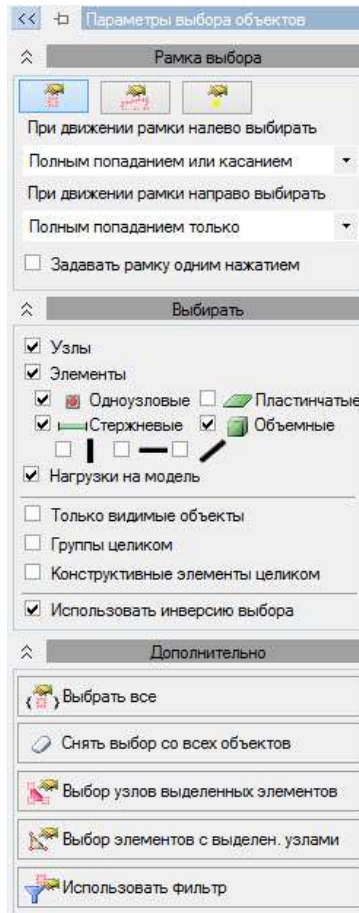 << Параметры выбора объектов
Рамка выбора
При движении рамки налево выбирать
Полным попаданием или касанием
При движении рамки направо выбирать
Полным попаданием только
Задавать рамку одним нажатием
Выбирать
Узлы
Элементы
Одноузловые Пластинчатые
Стержневые Объемные
Нагрузки на модель
Только видимые объекты
Группы целиком
Конструктивные элементы целиком
Использовать инверсию выбора
Дополнительно
Выбрать все
Снять выбор со всех объектов
Выбор узлов выделенных элементов
Выбор элементов с выделен. узлами
Использовать фильтр